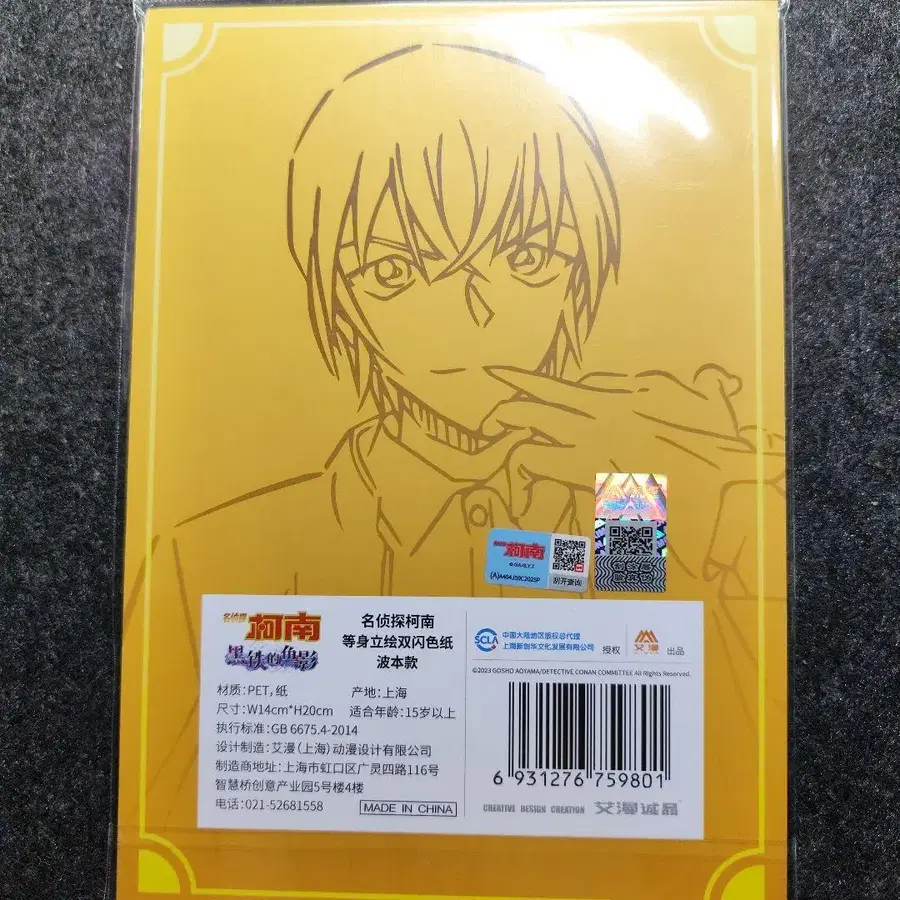 柯南
©GA/S,Y,T
(A)A464J59C2023P
刮开查询
名侦探
柯南
黑铁的鱼影
名侦探柯南
等身立绘双闪色纸
波本款
SCLA
中国大陆地区版权总代理
上海新创华文化发展有限公司
授权
艾漫
出品
©2023 GOSHO AOYAMA/DETECTIVE CONAN COMMITTEE All Rights Reserved.
材质:PET,纸
产地:上海
尺寸:W14cm*H20cm
适合年龄:15岁以上
执行标准:GB 6675.4-2014
设计制造:艾漫(上海)动漫设计有限公司
制造商地址:上海市虹口区广灵四路116号
智慧桥创意产业园5号楼4楼
电话:021-52681558
MADE IN CHINA
6 931276 759801
CREATIVE DESIGN CREATION
艾漫诚品